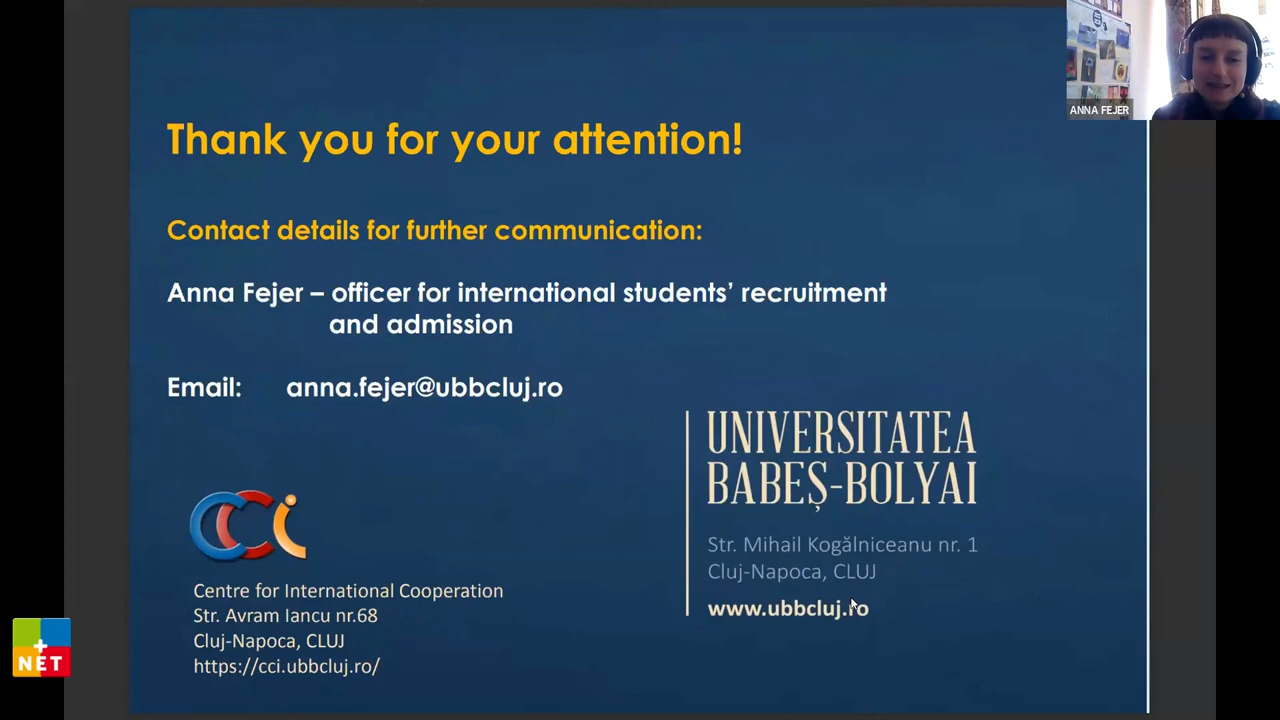 ANNA FEJER
Thank you for your attention!
Contact details for further communication:
Anna Fejer – officer for international students’ recruitment
and admission
Email: anna.fejer@ubbcluj.ro
UNIVERSITATEA
BABEȘ-BOLYAI
Str. Mihail Kogălniceanu nr. 1
Cluj-Napoca, CLUJ
www.ubbcluj.ro
CCi
Centre for International Cooperation
Str. Avram Iancu nr.68
Cluj-Napoca, CLUJ
https://cci.ubbcluj.ro/
+
NET